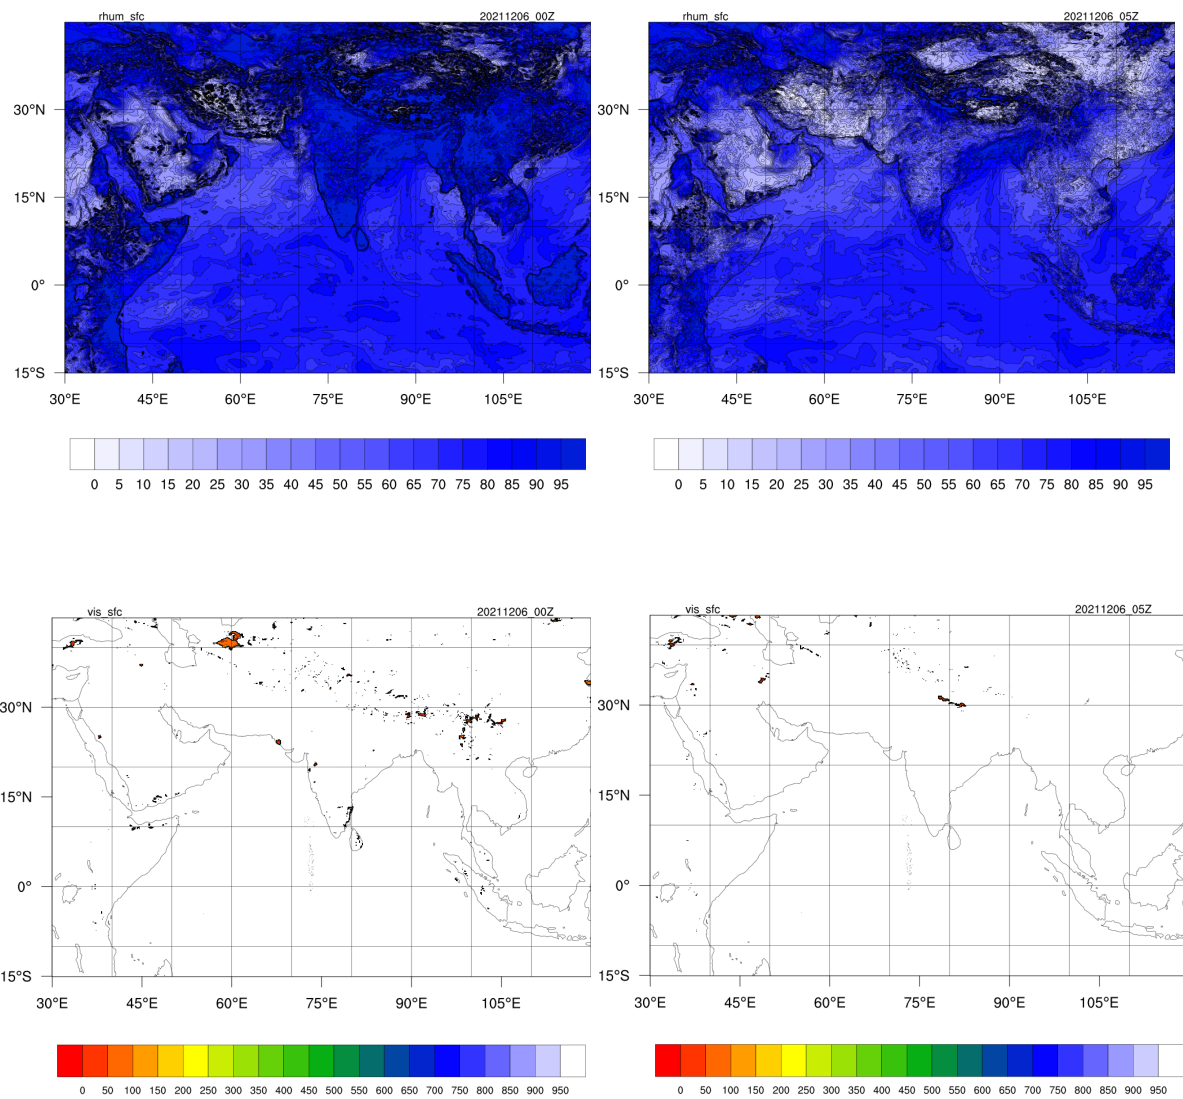 rhum_sfc 20211206_00Z
30°N
15°N
0°
15°S
30°E 45°E 60°E 75°E 90°E 105°E
0 5 10 15 20 25 30 35 40 45 50 55 60 65 70 75 80 85 90 95
rhum_sfc 20211206_05Z
30°N
15°N
0°
15°S
30°E 45°E 60°E 75°E 90°E 105°E
0 5 10 15 20 25 30 35 40 45 50 55 60 65 70 75 80 85 90 95
vis_sfc 20211206_00Z
30°N
15°N
0°
15°S
30°E 45°E 60°E 75°E 90°E 105°E
0 50 100 150 200 250 300 350 400 450 500 550 600 650 700 750 800 850 900 950
vis_sfc 20211206_05Z
30°N
15°N
0°
15°S
30°E 45°E 60°E 75°E 90°E 105°E
0 50 100 150 200 250 300 350 400 450 500 550 600 650 700 750 800 850 900 950